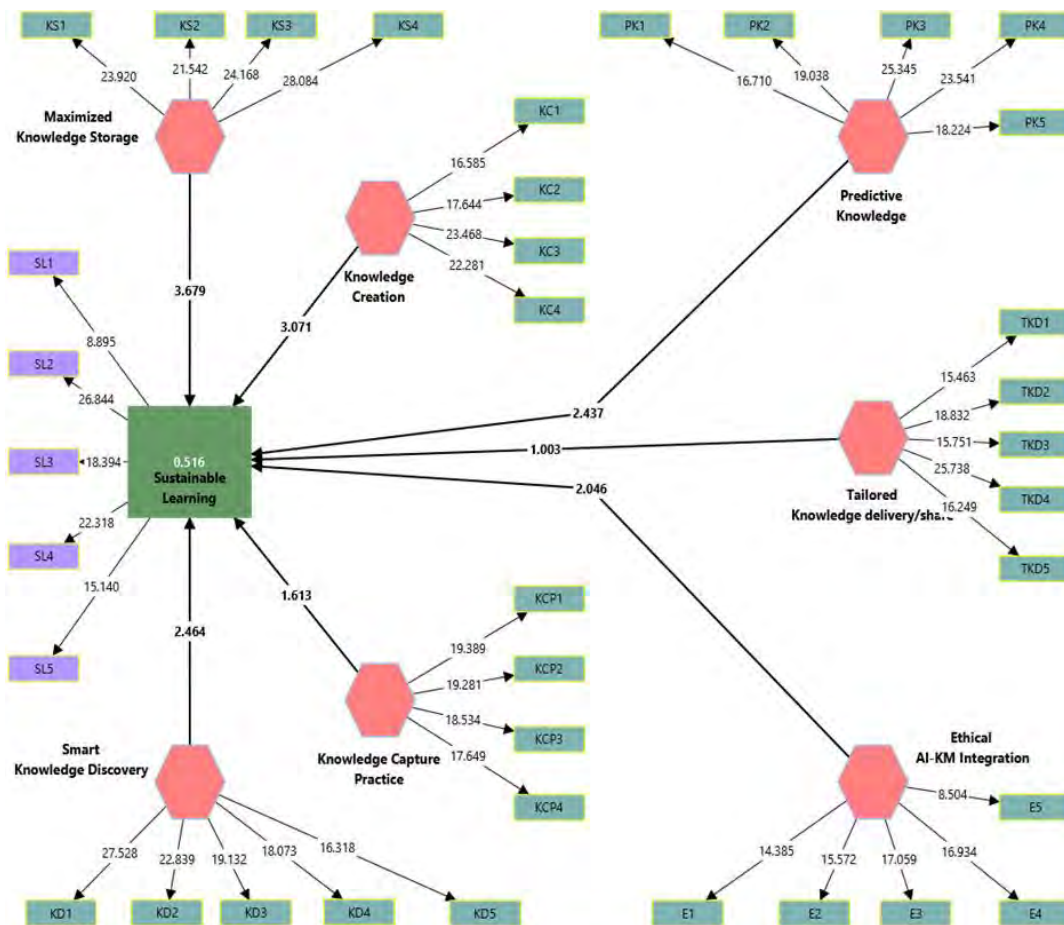 KS1
KS2
KS3
KS4
23.920
21.542
24.168
28.084
Maximized
Knowledge Storage
PK1
PK2
PK3
PK4
PK5
16.710
19.038
25.345
23.541
18.224
Predictive
Knowledge
KC1
KC2
KC3
KC4
16.585
17.644
23.468
22.281
Knowledge
Creation
3.679
3.071
2.437
1.003
2.046
1.613
2.464
SL1
SL2
SL3
SL4
SL5
8.895
26.844
18.394
22.318
15.140
0.516
Sustainable
Learning
TKD1
TKD2
TKD3
TKD4
TKD5
15.463
18.832
15.751
25.738
16.249
Tailored
Knowledge delivery/share
KCP1
KCP2
KCP3
KCP4
19.389
19.281
18.534
17.649
Knowledge Capture
Practice
Smart
Knowledge Discovery
27.528
22.839
19.132
18.073
16.318
KD1
KD2
KD3
KD4
KD5
Ethical
AI-KM Integration
8.504
14.385
15.572
17.059
16.934
E5
E1
E2
E3
E4